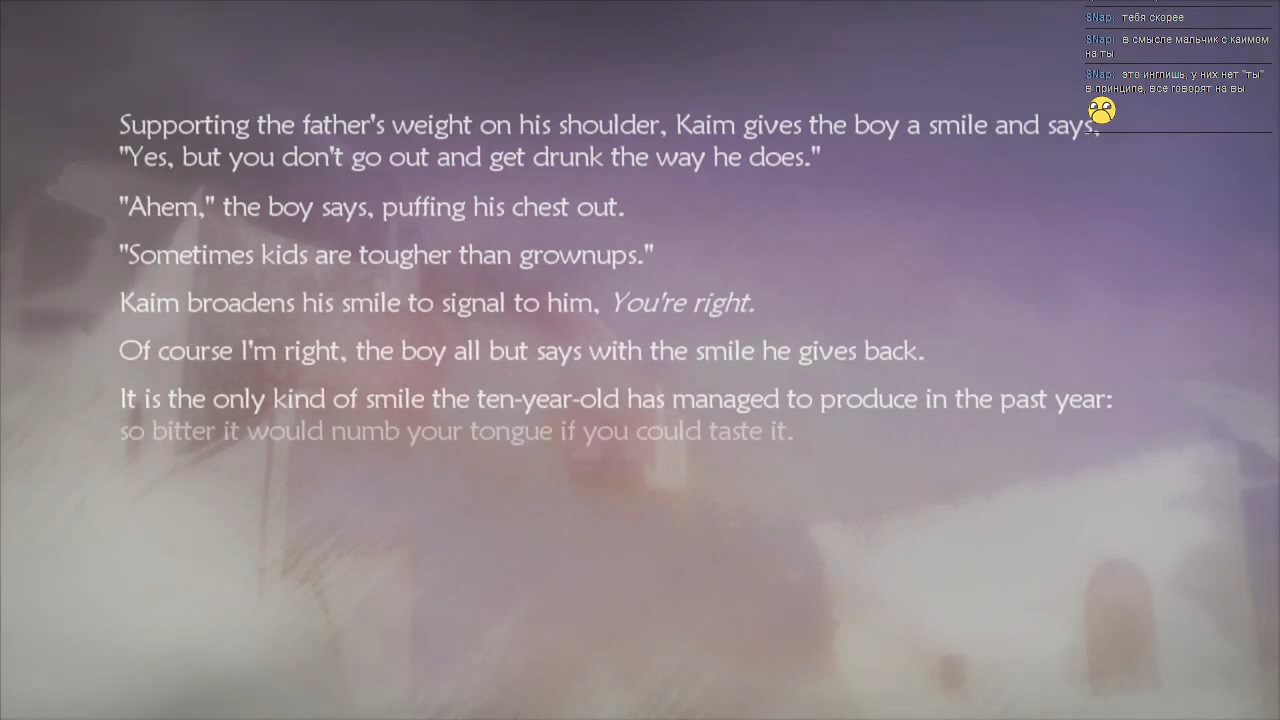 SNap: тебя скорее
SNap: в смысле мальчик с каимом
на ты
SNap: это инглишь, у них нет "ты"
в принципе, все говорят на вы
Supporting the father's weight on his shoulder, Kaim gives the boy a smile and says,
"Yes, but you don't go out and get drunk the way he does."
"Ahem," the boy says, puffing his chest out.
"Sometimes kids are tougher than grownups."
Kaim broadens his smile to signal to him, You're right.
Of course I'm right, the boy all but says with the smile he gives back.
It is the only kind of smile the ten-year-old has managed to produce in the past year:
so bitter it would numb your tongue if you could taste it.